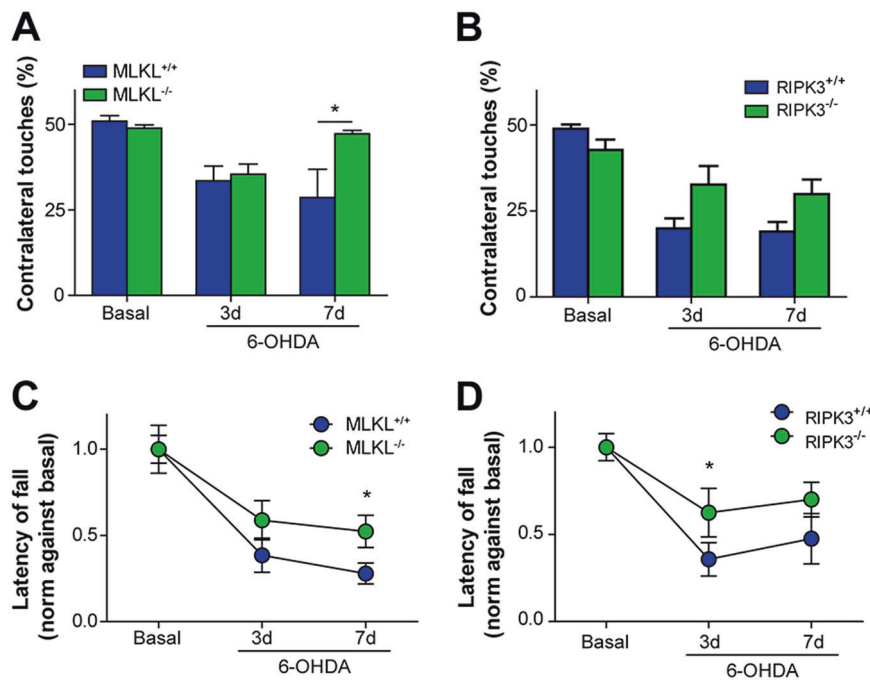 A
Contralateral touches (%)
MLKL+/+
MLKL-/-
*
50
25
0
Basal
3d
7d
6-OHDA
B
Contralateral touches (%)
RIPK3+/+
RIPK3-/-
50
25
0
Basal
3d
7d
6-OHDA
C
Latency of fall
(norm against basal)
MLKL+/+
MLKL-/-
*
1.0
0.5
0.0
Basal
3d
7d
6-OHDA
D
Latency of fall
(norm against basal)
RIPK3+/+
RIPK3-/-
*
1.0
0.5
0.0
Basal
3d
7d
6-OHDA